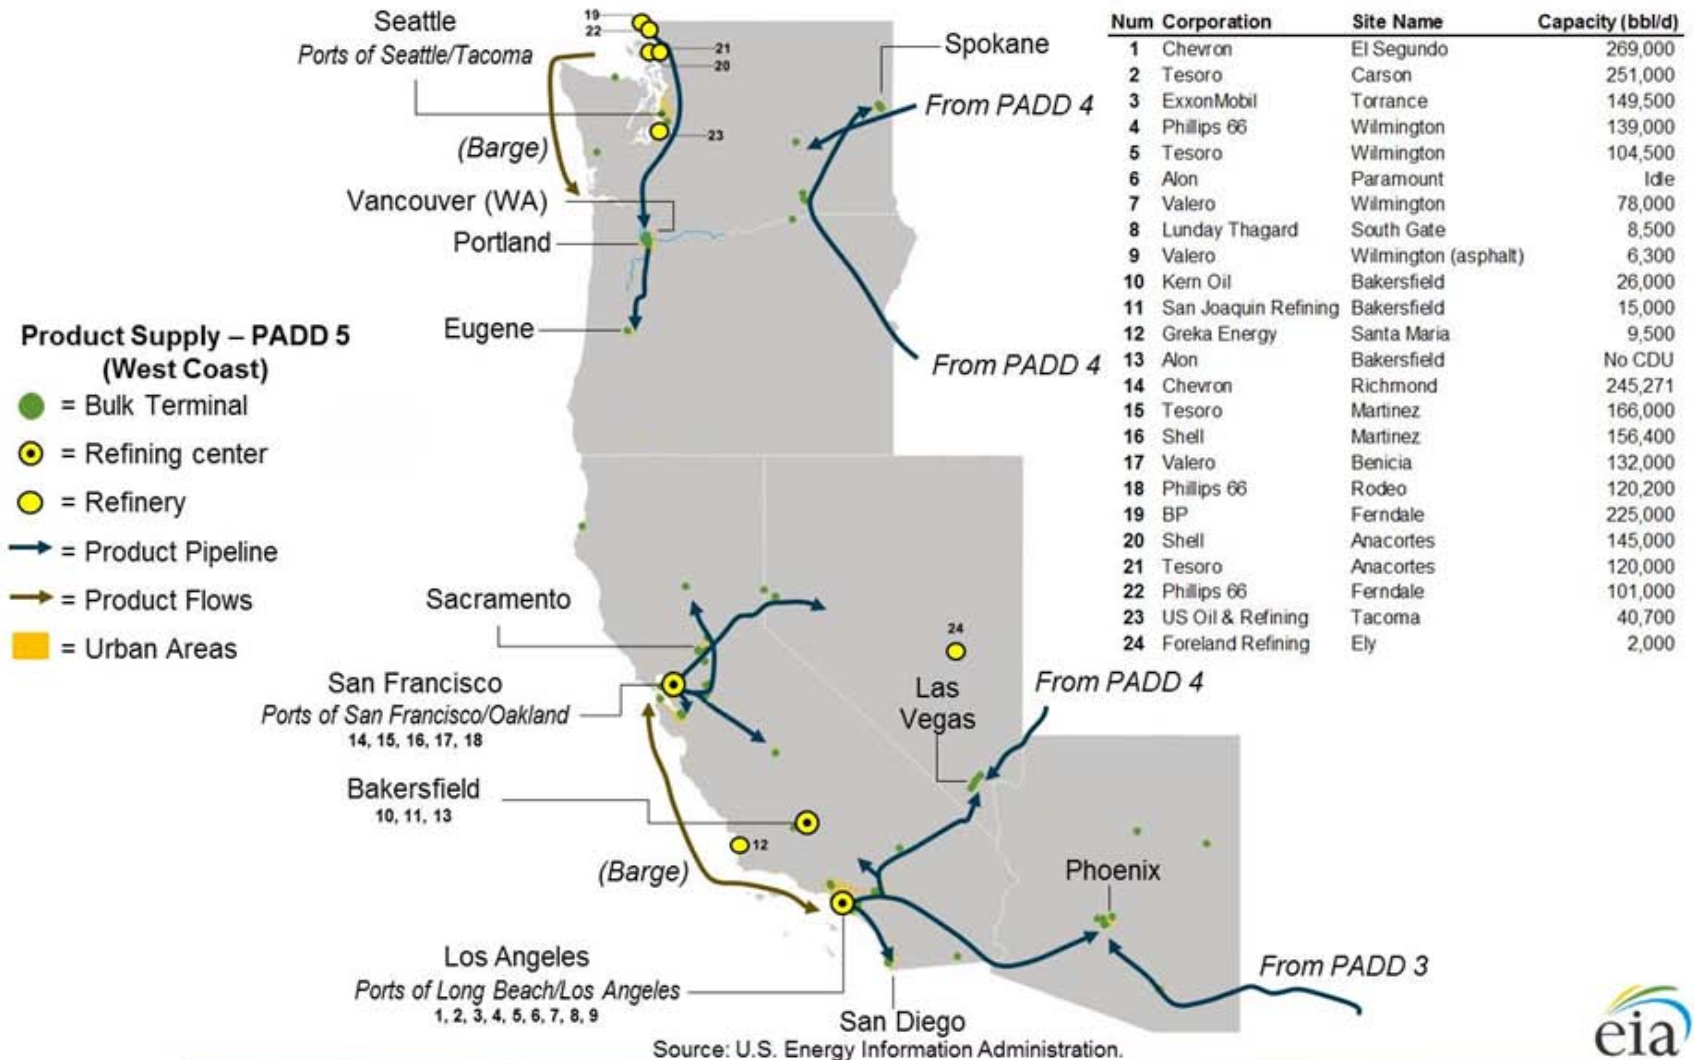 19
22
21
20
23
Seattle
Ports of Seattle/Tacoma
Spokane
From PADD 4
(Barge)
Vancouver (WA)
Portland
Eugene
From PADD 4
Product Supply – PADD 5
(West Coast)
= Bulk Terminal
= Refining center
= Refinery
= Product Pipeline
= Product Flows
= Urban Areas
Sacramento
San Francisco
Ports of San Francisco/Oakland
14, 15, 16, 17, 18
Bakersfield
10, 11, 13
12
(Barge)
24
Las
Vegas
From PADD 4
Phoenix
From PADD 3
Los Angeles
Ports of Long Beach/Los Angeles
1, 2, 3, 4, 5, 6, 7, 8, 9
San Diego
Source: U.S. Energy Information Administration.
Num Corporation Site Name Capacity (bbl/d)
1 Chevron El Segundo 269,000
2 Tesoro Carson 251,000
3 ExxonMobil Torrance 149,500
4 Phillips 66 Wilmington 139,000
5 Tesoro Wilmington 104,500
6 Alon Paramount Idle
7 Valero Wilmington 78,000
8 Lunday Thagard South Gate 8,500
9 Valero Wilmington (asphalt) 6,300
10 Kern Oil Bakersfield 26,000
11 San Joaquin Refining Bakersfield 15,000
12 Greka Energy Santa Maria 9,500
13 Alon Bakersfield No CDU
14 Chevron Richmond 245,271
15 Tesoro Martinez 166,000
16 Shell Martinez 156,400
17 Valero Benicia 132,000
18 Phillips 66 Rodeo 120,200
19 BP Ferndale 225,000
20 Shell Anacortes 145,000
21 Tesoro Anacortes 120,000
22 Phillips 66 Ferndale 101,000
23 US Oil & Refining Tacoma 40,700
24 Foreland Refining Ely 2,000
eia